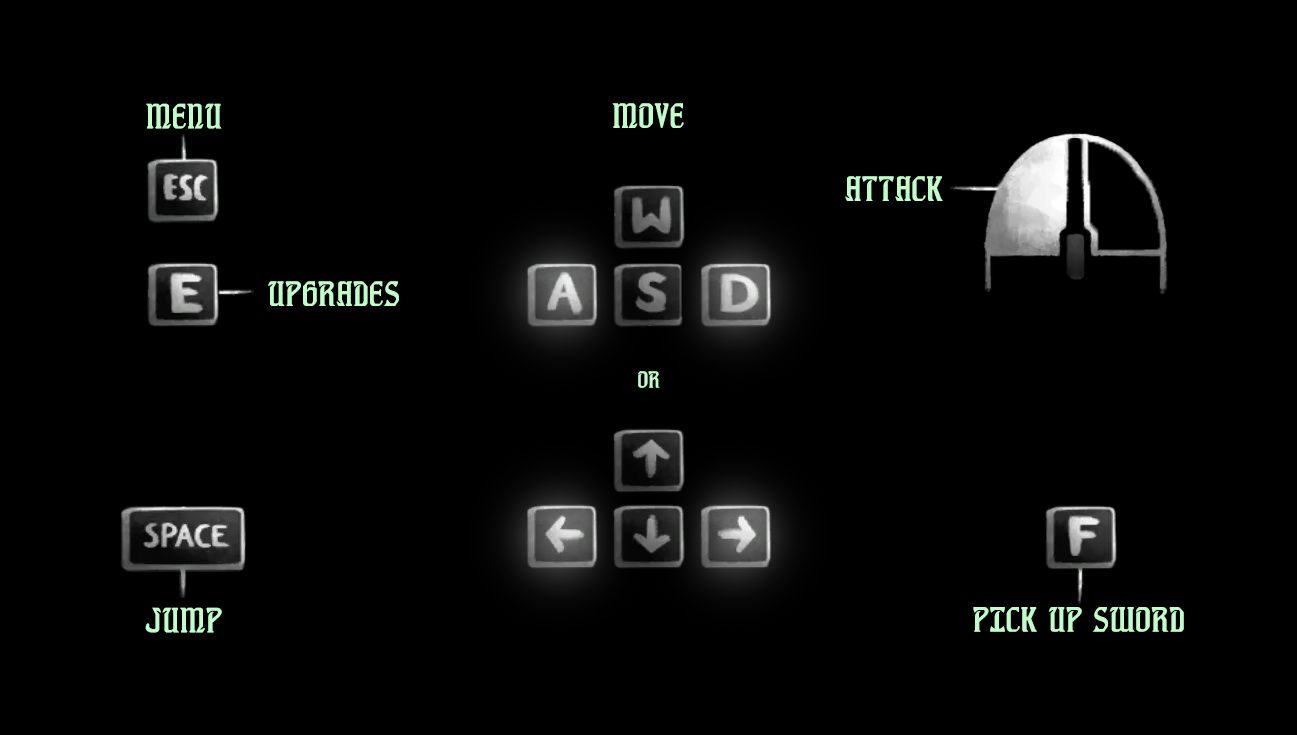 MENU
ESC
E
UPGRADES
SPACE
JUMP
MOVE
W
A S D
OR
↑
← ↓ →
ATTACK
F
PICK UP SWORD